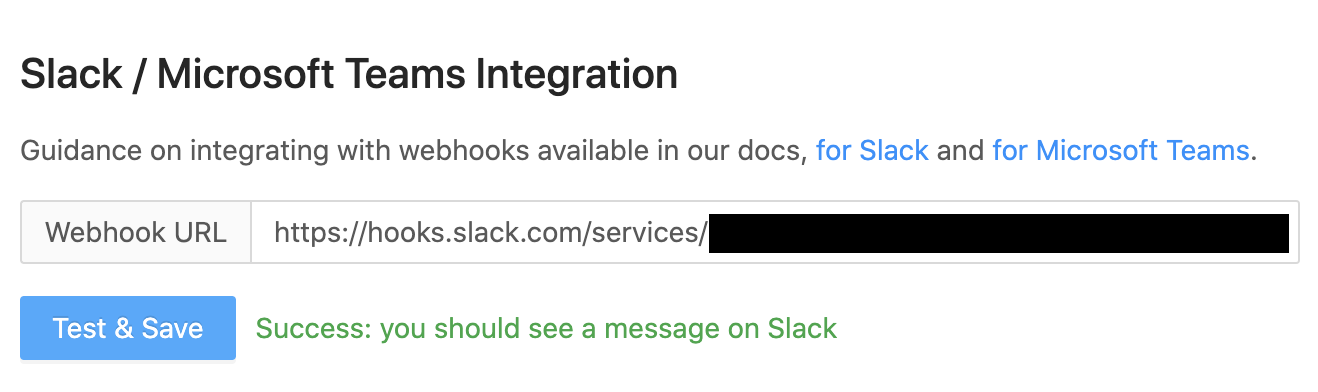 Slack / Microsoft Teams Integration
Guidance on integrating with webhooks available in our docs, for Slack and for Microsoft Teams.
Webhook URL https://hooks.slack.com/services/
Test & Save Success: you should see a message on Slack